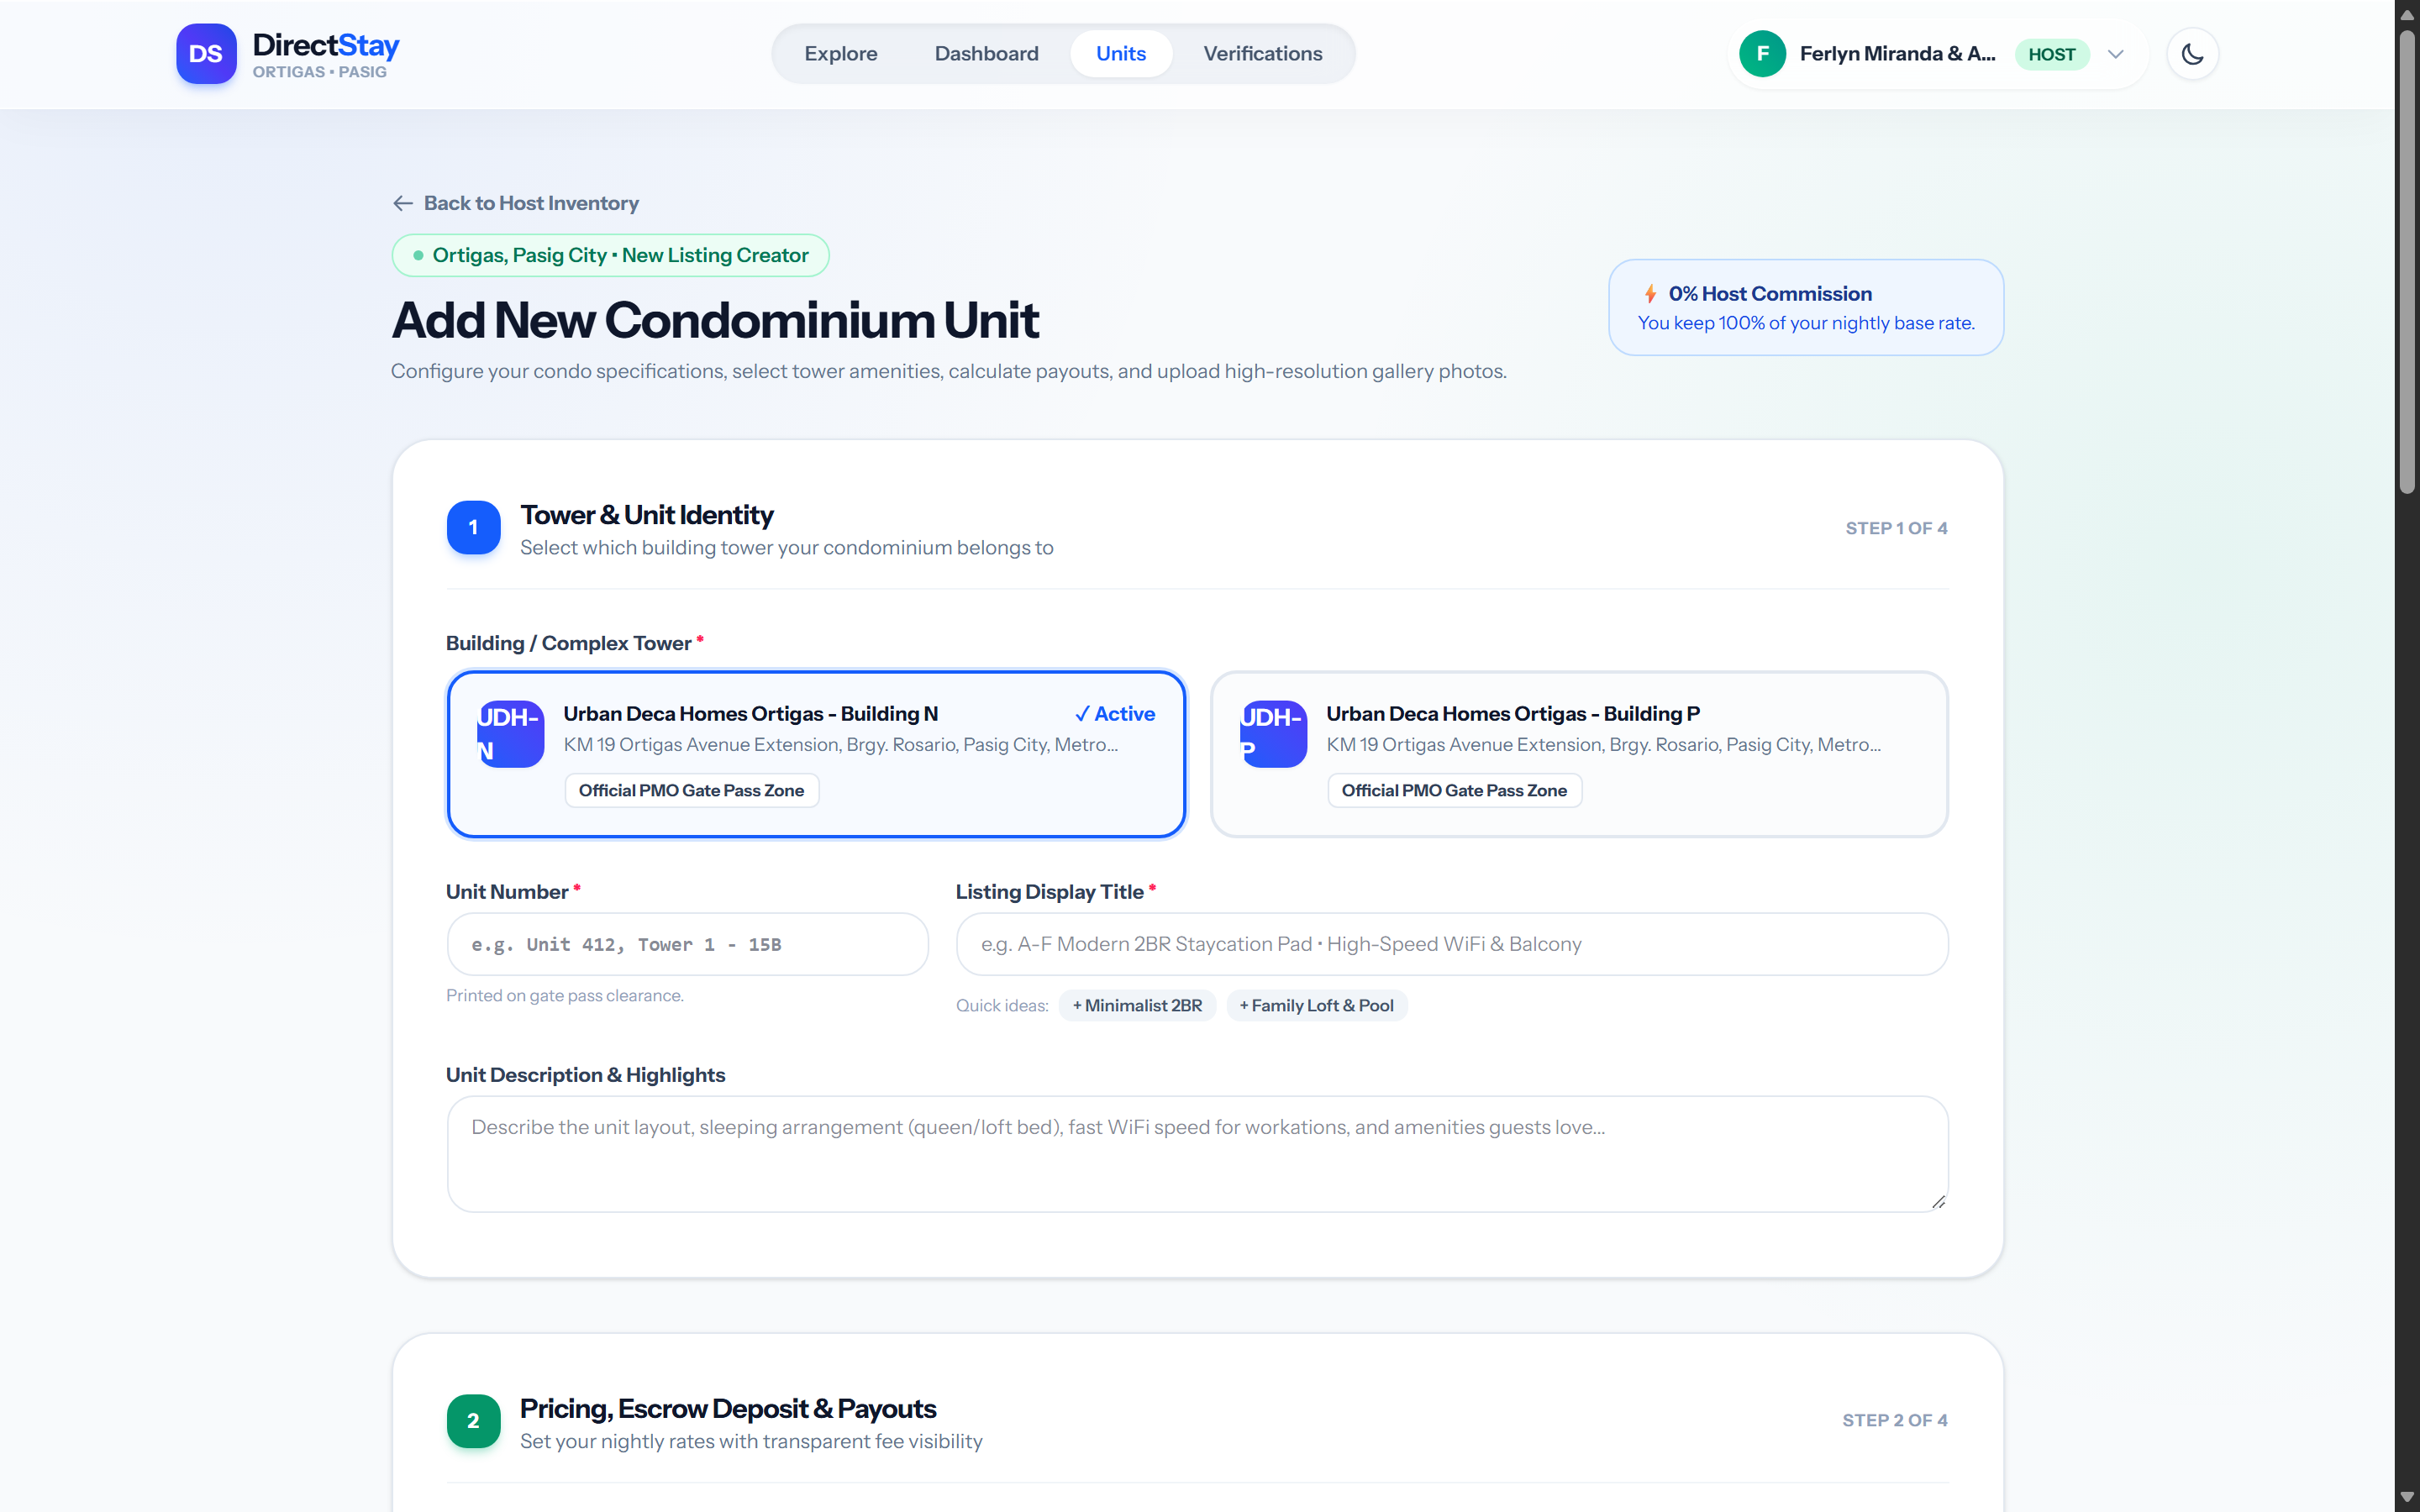 DS
DirectStay
ORTIGAS • PASIG
Explore
Dashboard
Units
Verifications
F
Ferlyn Miranda & A...
HOST
← Back to Host Inventory
Ortigas, Pasig City • New Listing Creator
Add New Condominium Unit
Configure your condo specifications, select tower amenities, calculate payouts, and upload high-resolution gallery photos.
⚡ 0% Host Commission
You keep 100% of your nightly base rate.
1
Tower & Unit Identity
Select which building tower your condominium belongs to
STEP 1 OF 4
Building / Complex Tower *
UDH-
N
Urban Deca Homes Ortigas - Building N
✓ Active
KM 19 Ortigas Avenue Extension, Brgy. Rosario, Pasig City, Metro...
Official PMO Gate Pass Zone
UDH-
P
Urban Deca Homes Ortigas - Building P
KM 19 Ortigas Avenue Extension, Brgy. Rosario, Pasig City, Metro...
Official PMO Gate Pass Zone
Unit Number *
e.g. Unit 412, Tower 1 - 15B
Printed on gate pass clearance.
Listing Display Title *
e.g. A-F Modern 2BR Staycation Pad • High-Speed WiFi & Balcony
Quick ideas:
+ Minimalist 2BR
+ Family Loft & Pool
Unit Description & Highlights
Describe the unit layout, sleeping arrangement (queen/loft bed), fast WiFi speed for workations, and amenities guests love...
2
Pricing, Escrow Deposit & Payouts
Set your nightly rates with transparent fee visibility
STEP 2 OF 4